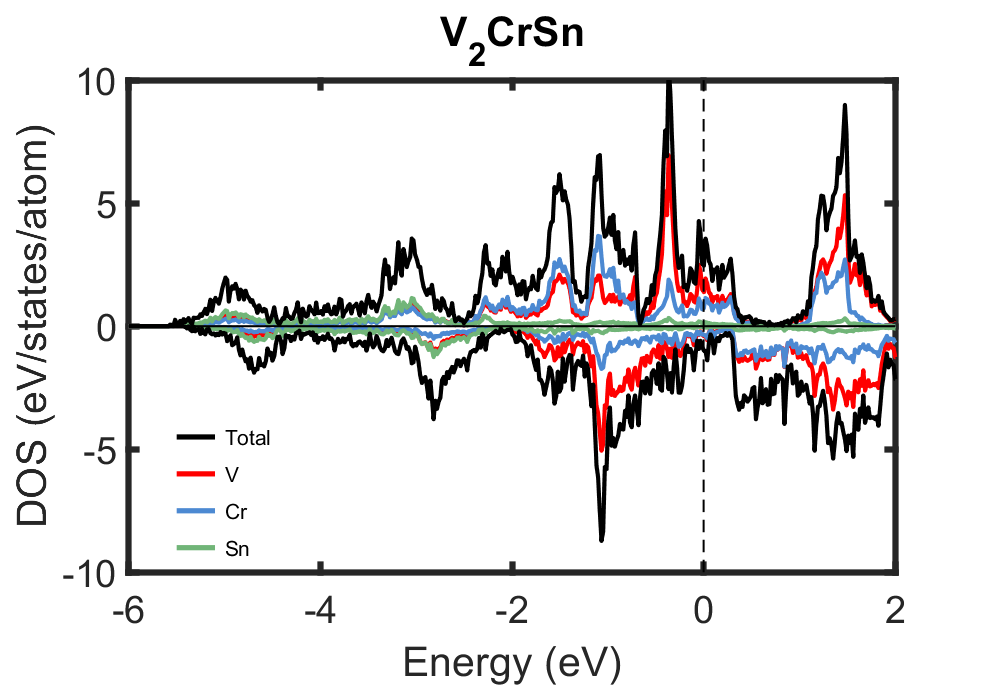 V₂CrSn
10
5
0
-5
-10
DOS (eV/states/atom)
Total
V
Cr
Sn
-6 -4 -2 0 2
Energy (eV)